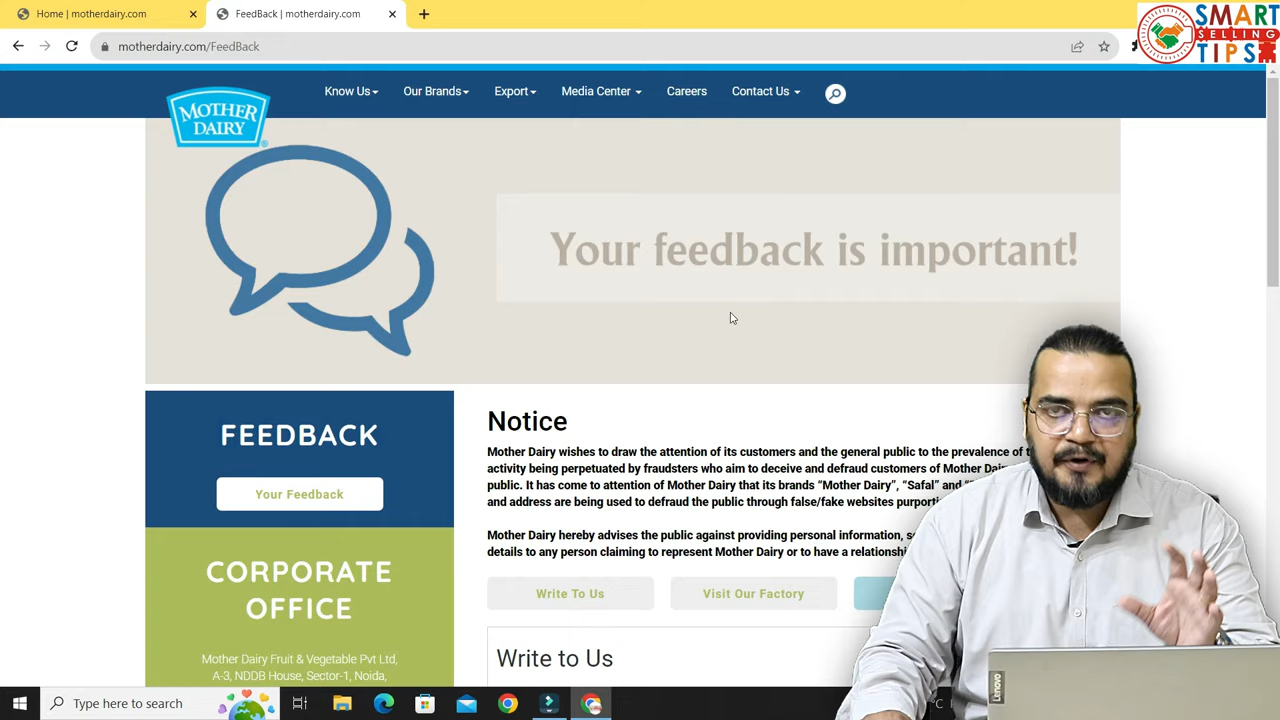 Home | motherdairy.com
FeedBack | motherdairy.com
SMART
SELLING
TIPS
motherdairy.com/FeedBack
MOTHER
DAIRY
Know Us
Our Brands
Export
Media Center
Careers
Contact Us
Your feedback is important!
FEEDBACK
Your Feedback
CORPORATE
OFFICE
Mother Dairy Fruit & Vegetable Pvt Ltd,
A-3, NDDB House, Sector-1, Noida,
Notice
Mother Dairy wishes to draw the attention of its customers and the general public to the prevalence of
activity being perpetuated by fraudsters who aim to deceive and defraud customers of Mother
public. It has come to attention of Mother Dairy that its brands “Mother Dairy”, “Safal” and
and address are being used to defraud the public through false/fake websites
Mother Dairy hereby advises the public against providing personal information,
details to any person claiming to represent Mother Dairy or to have a
Write To Us
Visit Our Factory
Write to Us
Lenovo
Type here to search